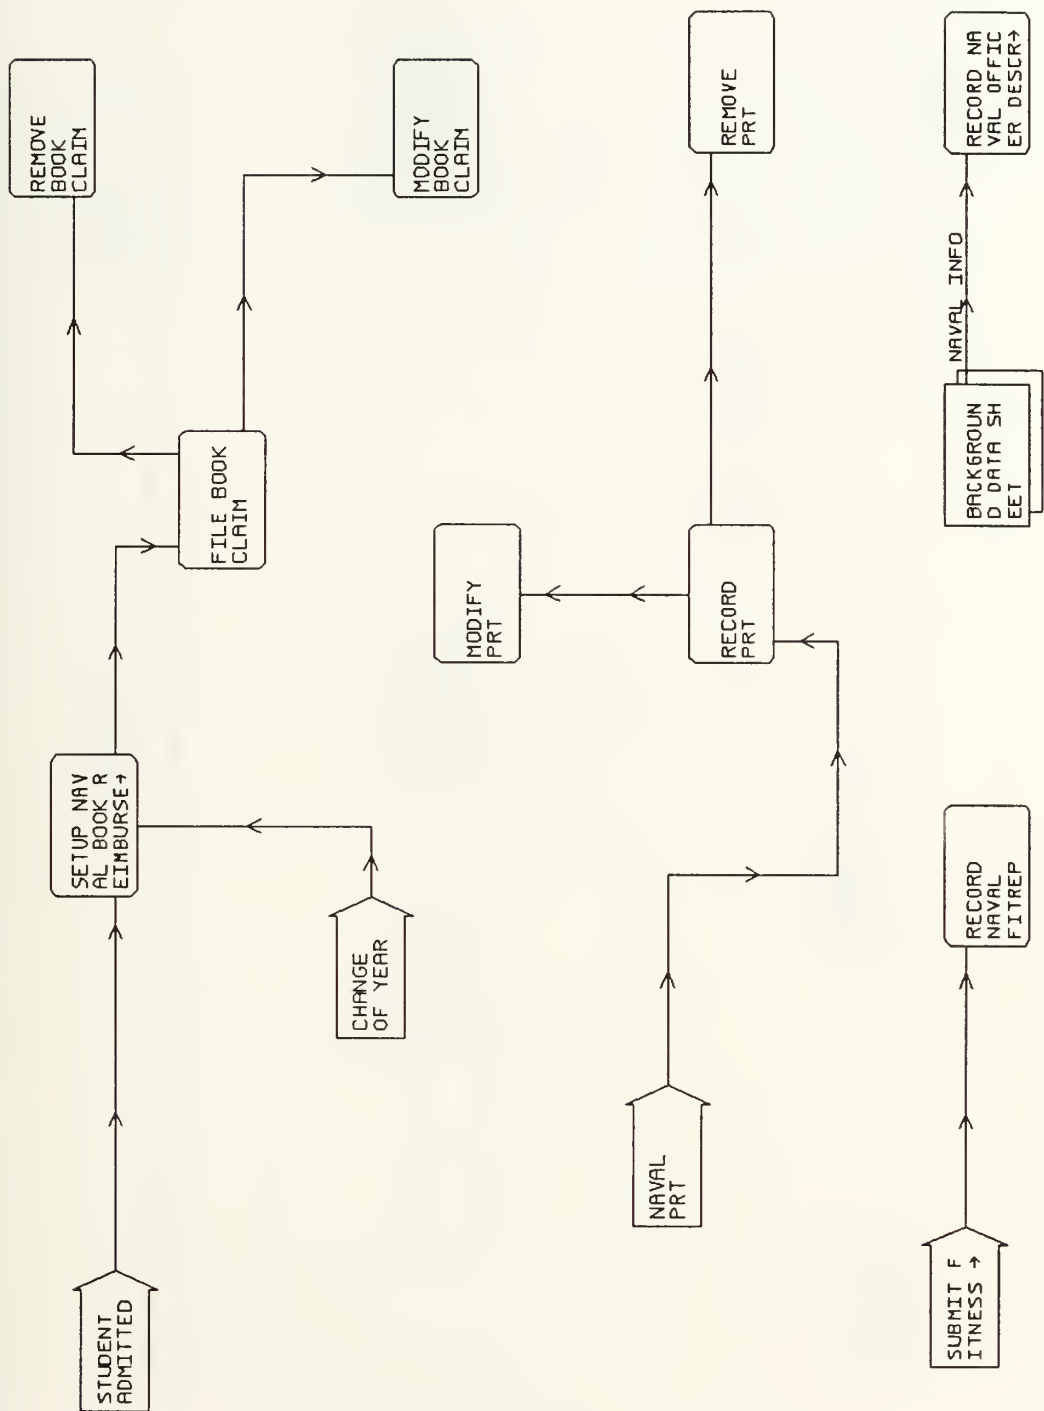 REMOVE
BOOK
CLAIM
MODIFY
BOOK
CLAIM
FILE BOOK
CLAIM
SETUP NAV
AL BOOK R
EIMBURSE→
CHANGE
OF YEAR
STUDENT
ADMITTED
REMOVE
PRT
MODIFY
PRT
RECORD
PRT
NAVAL
PRT
RECORD NA
VAL OFFIC
ER DESCR→
NAVAL INFO
BACKGROUN
D DATA SH
EET
RECORD
NAVAL
FITREP
SUBMIT F
ITNESS →